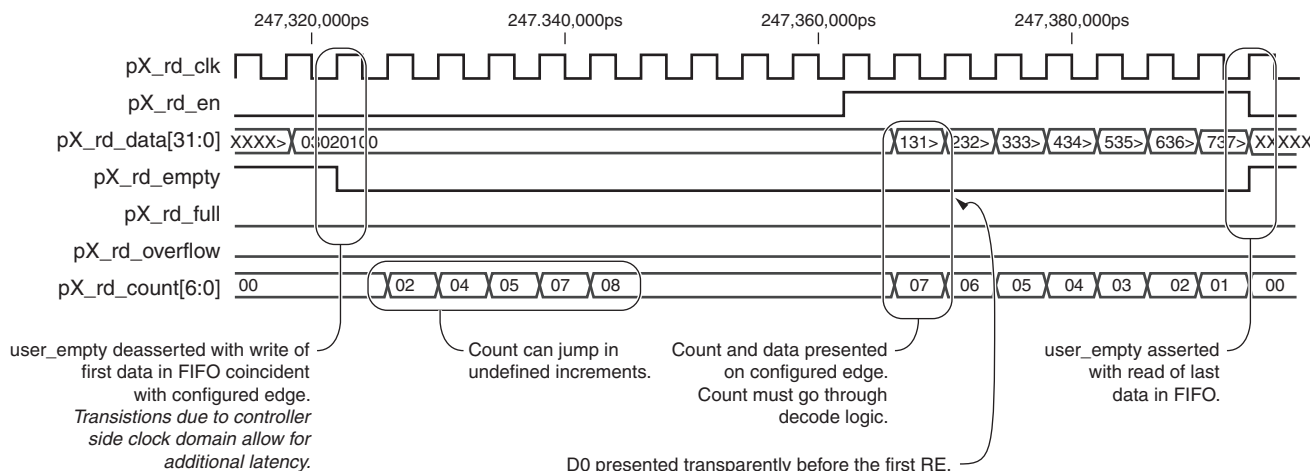 247,320,000ps 247.340,000ps 247,360,000ps 247,380,000ps
pX_rd_clk
pX_rd_en
pX_rd_data[31:0] XXXX> 03020100 131> 232> 333> 434> 535> 636> 737> XXXXX
pX_rd_empty
pX_rd_full
pX_rd_overflow
pX_rd_count[6:0] 00 02 04 05 07 08 07 06 05 04 03 02 01 00
user_empty deasserted with write of
first data in FIFO coincident
with configured edge.
Transistions due to controller
side clock domain allow for
additional latency.
Count can jump in
undefined increments.
Count and data presented
on configured edge.
Count must go through
decode logic.
user_empty asserted
with read of last
data in FIFO.
D0 presented transparently before the first RE.